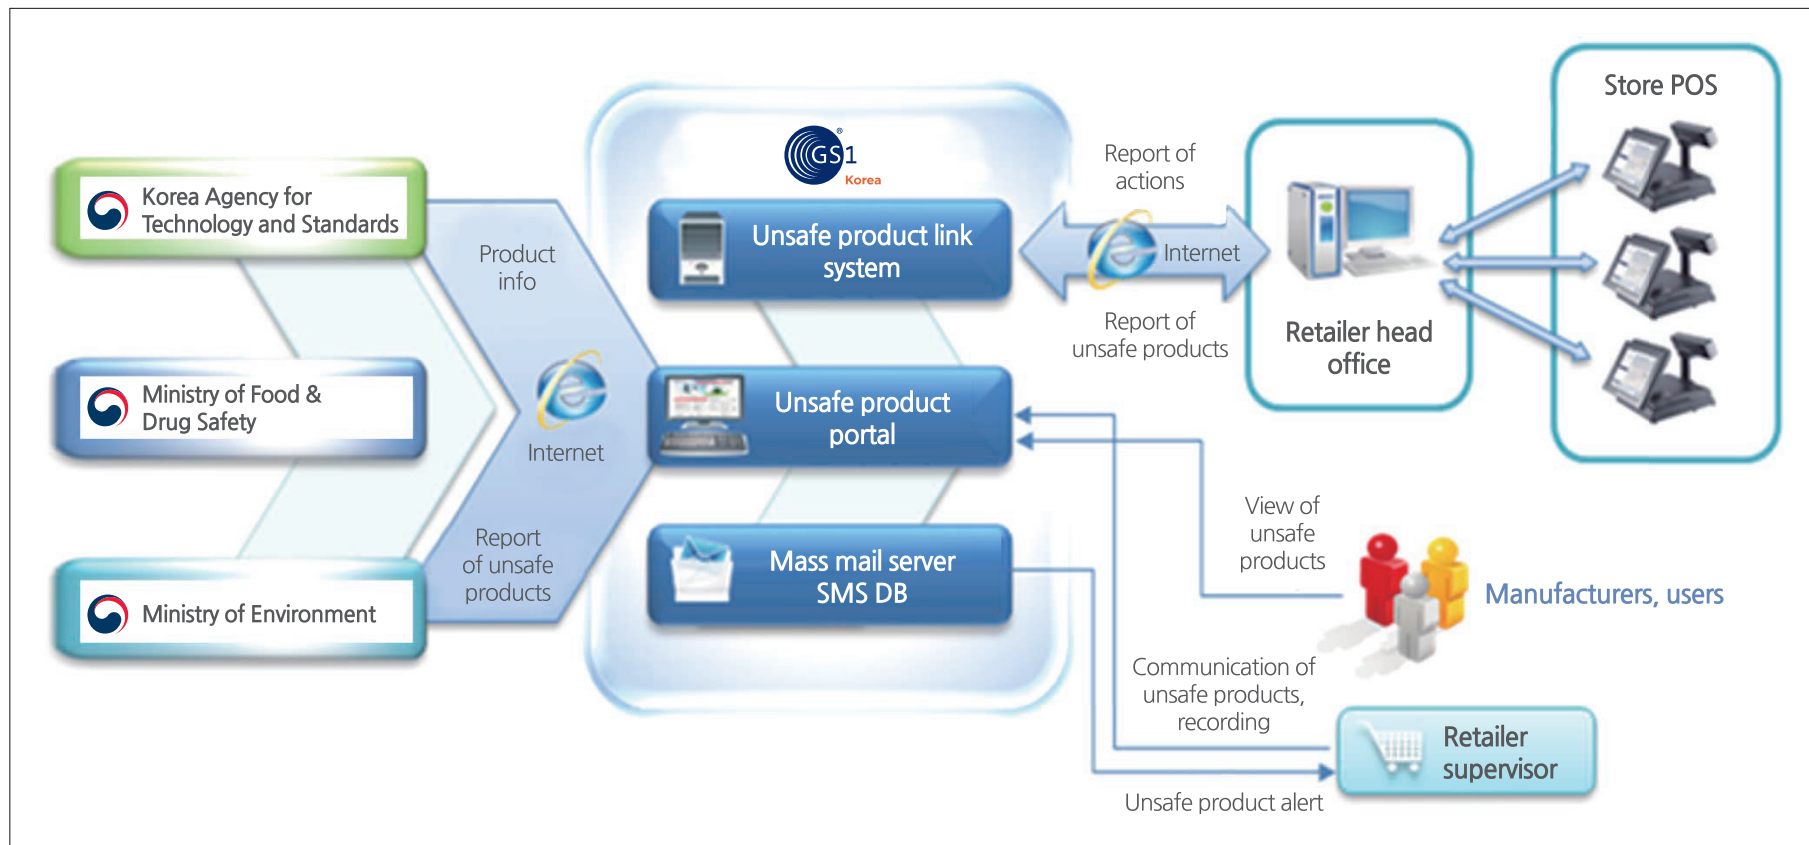 Korea Agency for
Technology and Standards
Ministry of Food &
Drug Safety
Ministry of Environment
Product
info
Internet
Report
of unsafe
products
GS1
®
Korea
Unsafe product link
system
Unsafe product
portal
Mass mail server
SMS DB
Report of
actions
Internet
Report of
unsafe products
Retailer head
office
Store POS
View of
unsafe
products
Manufacturers, users
Communication of
unsafe products,
recording
Unsafe product alert
Retailer
supervisor